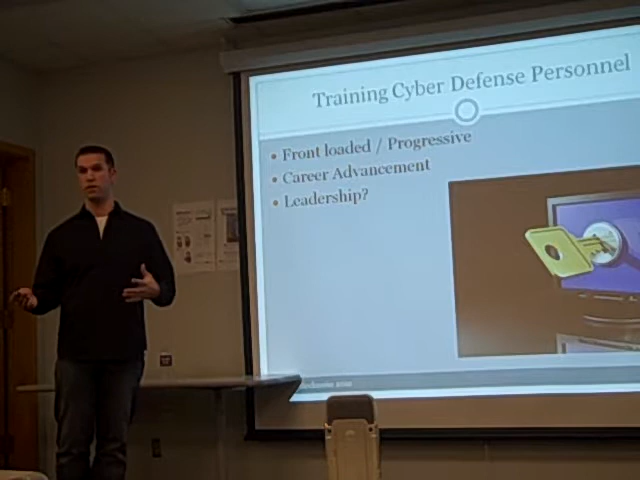 Training Cyber Defense Personnel
Front loaded / Progressive
Career Advancement
Leadership?